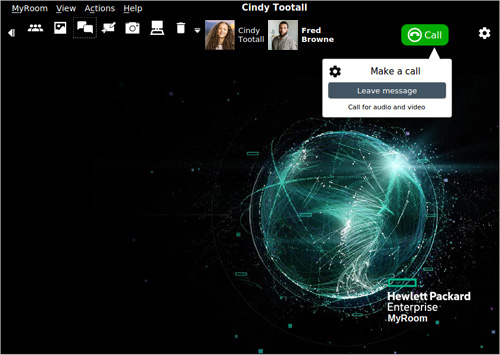 MyRoom View Actions Help
Cindy Tootall
Cindy
Tootall
Fred
Browne
Call
Make a call
Leave message
Call for audio and video
Hewlett Packard
Enterprise
MyRoom